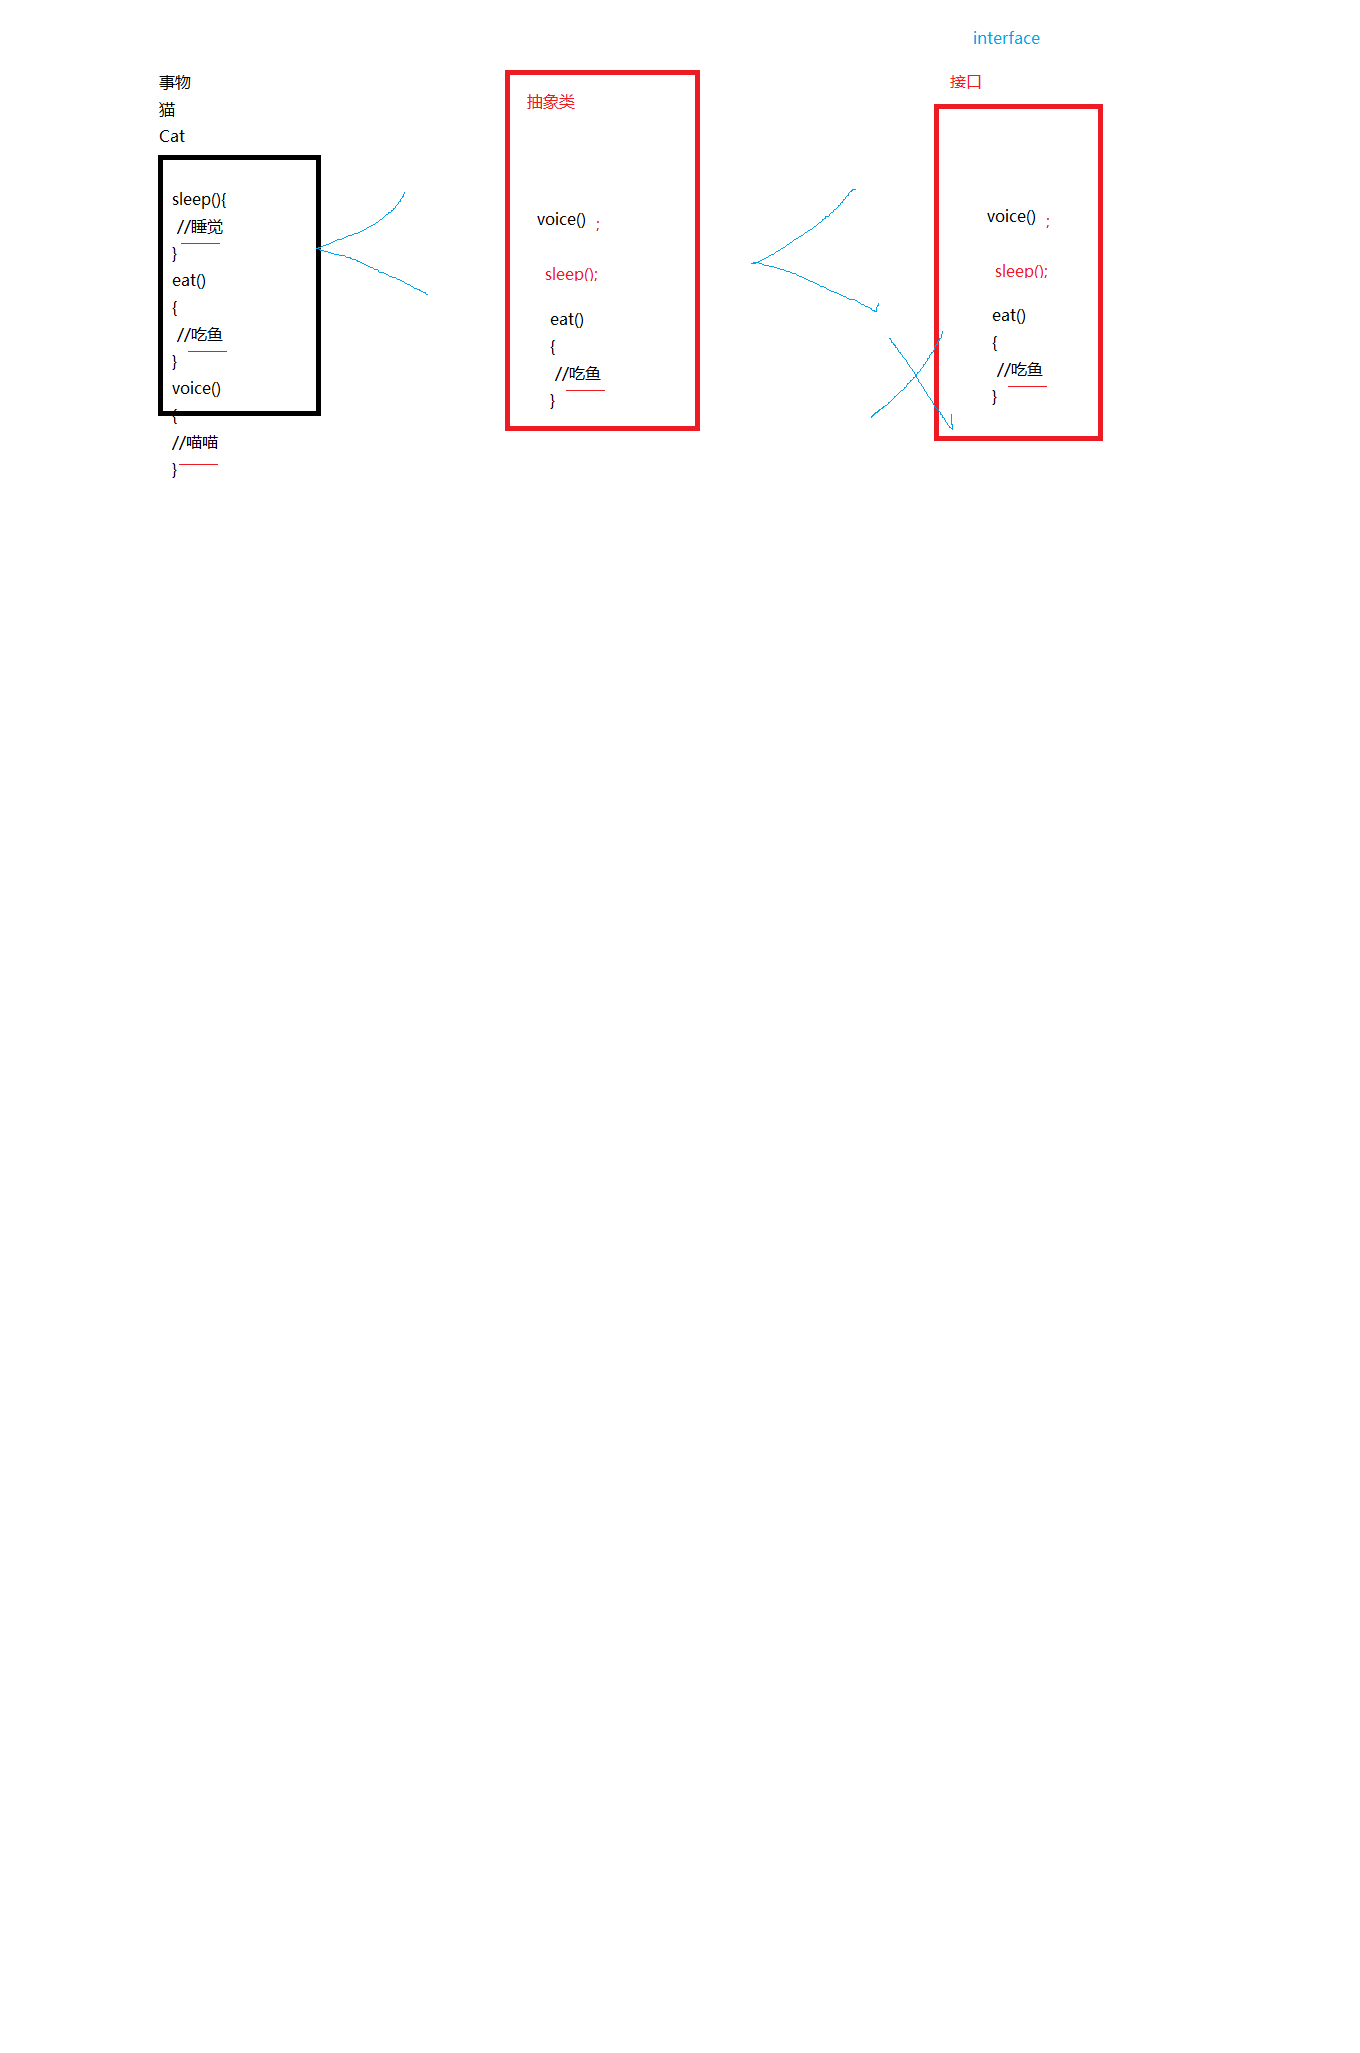 interface
事物
猫
Cat
sleep(){
//睡觉
}
eat()
{
//吃鱼
}
voice()
{
//喵喵
}
抽象类
voice() ;
sleep();
eat()
{
//吃鱼
}
接口
voice() ;
sleep();
eat()
{
//吃鱼
}